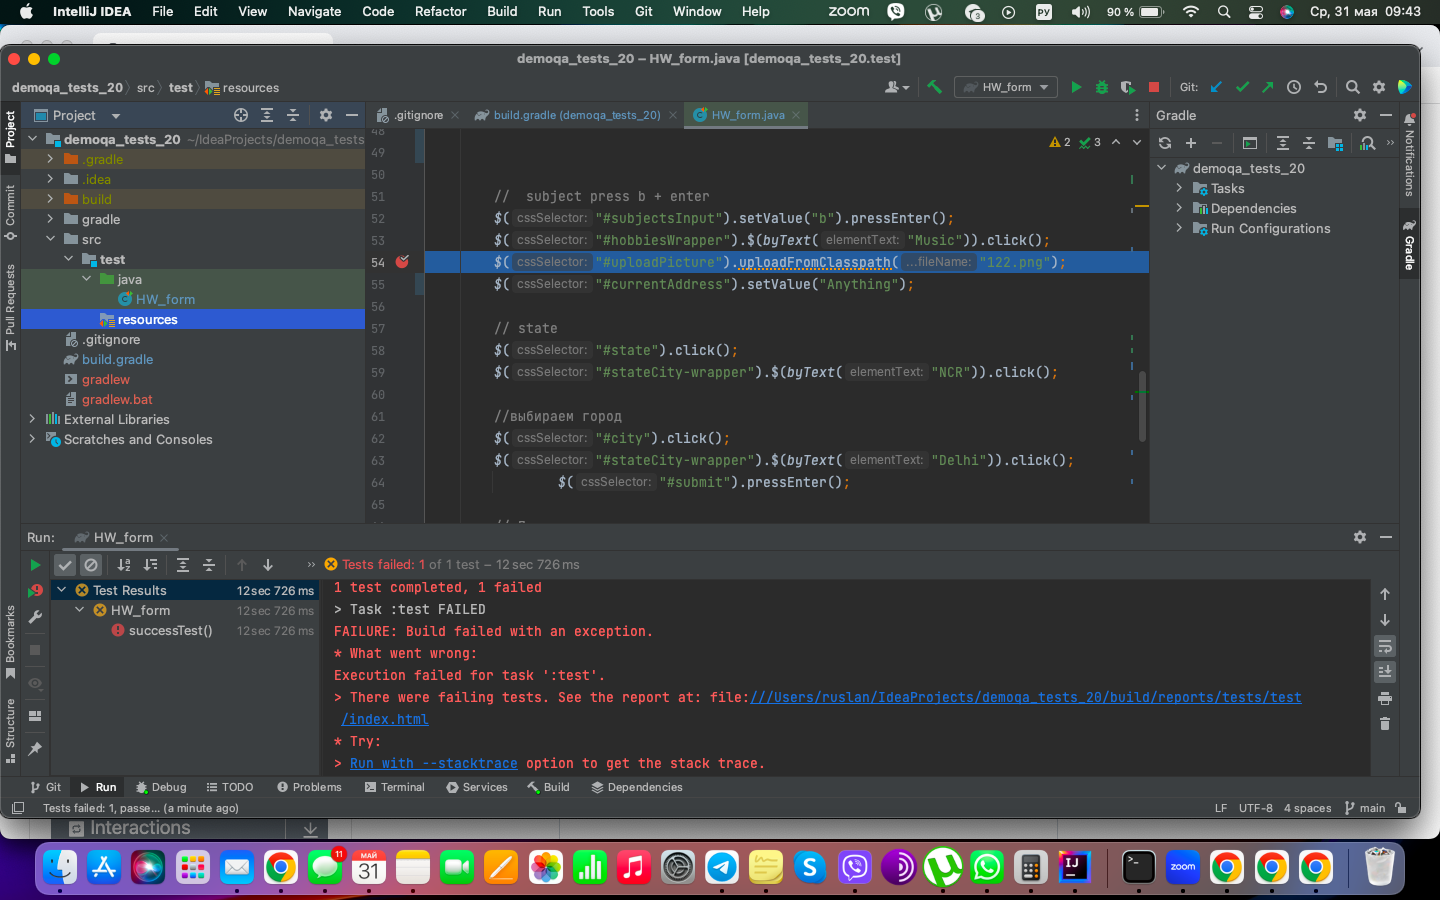 IntelliJ IDEA File Edit View Navigate Code Refactor Build Run Tools Git Window Help zoom 3 РУ 90 % Ср, 31 мая 09:43
demoqa_tests_20 – HW_form.java [demoqa_tests_20.test]
demoqa_tests_20 src test resources HW_form Git:
Project .gitignore build.gradle (demoqa_tests_20) HW_form.java Gradle
demoqa_tests_20 ~/IdeaProjects/demoqa_tests
.gradle
.idea
build
gradle
src
test
java
HW_form
resources
.gitignore
build.gradle
gradlew
gradlew.bat
External Libraries
Scratches and Consoles
Project
Commit
Pull Requests
Bookmarks
Structure
2 3
48
49
50
51 // subject press b + enter
52 $( cssSelector: "#subjectsInput").setValue("b").pressEnter();
53 $( cssSelector: "#hobbiesWrapper").$(byText( elementText: "Music")).click();
54 $( cssSelector: "#uploadPicture").uploadFromClasspath( ...fileName: "122.png");
55 $( cssSelector: "#currentAddress").setValue("Anything");
56
57 // state
58 $( cssSelector: "#state").click();
59 $( cssSelector: "#stateCity-wrapper").$(byText( elementText: "NCR")).click();
60
61 //выбираем город
62 $( cssSelector: "#city").click();
63 $( cssSelector: "#stateCity-wrapper").$(byText( elementText: "Delhi")).click();
64 $( cssSelector: "#submit").pressEnter();
65
demoqa_tests_20
Tasks
Dependencies
Run Configurations
Notifications
Gradle
Run: HW_form
Tests failed: 1 of 1 test – 12 sec 726 ms
Test Results 12 sec 726 ms
HW_form 12 sec 726 ms
successTest() 12 sec 726 ms
1 test completed, 1 failed
> Task :test FAILED
FAILURE: Build failed with an exception.
* What went wrong:
Execution failed for task ':test'.
> There were failing tests. See the report at: file:///Users/ruslan/IdeaProjects/demoqa_tests_20/build/reports/tests/test
/index.html
* Try:
> Run with --stacktrace option to get the stack trace.
Git Run Debug TODO Problems Terminal Services Build Dependencies
Tests failed: 1, passe... (a minute ago) LF UTF-8 4 spaces main
Interactions
11
МАЙ
31
zoom